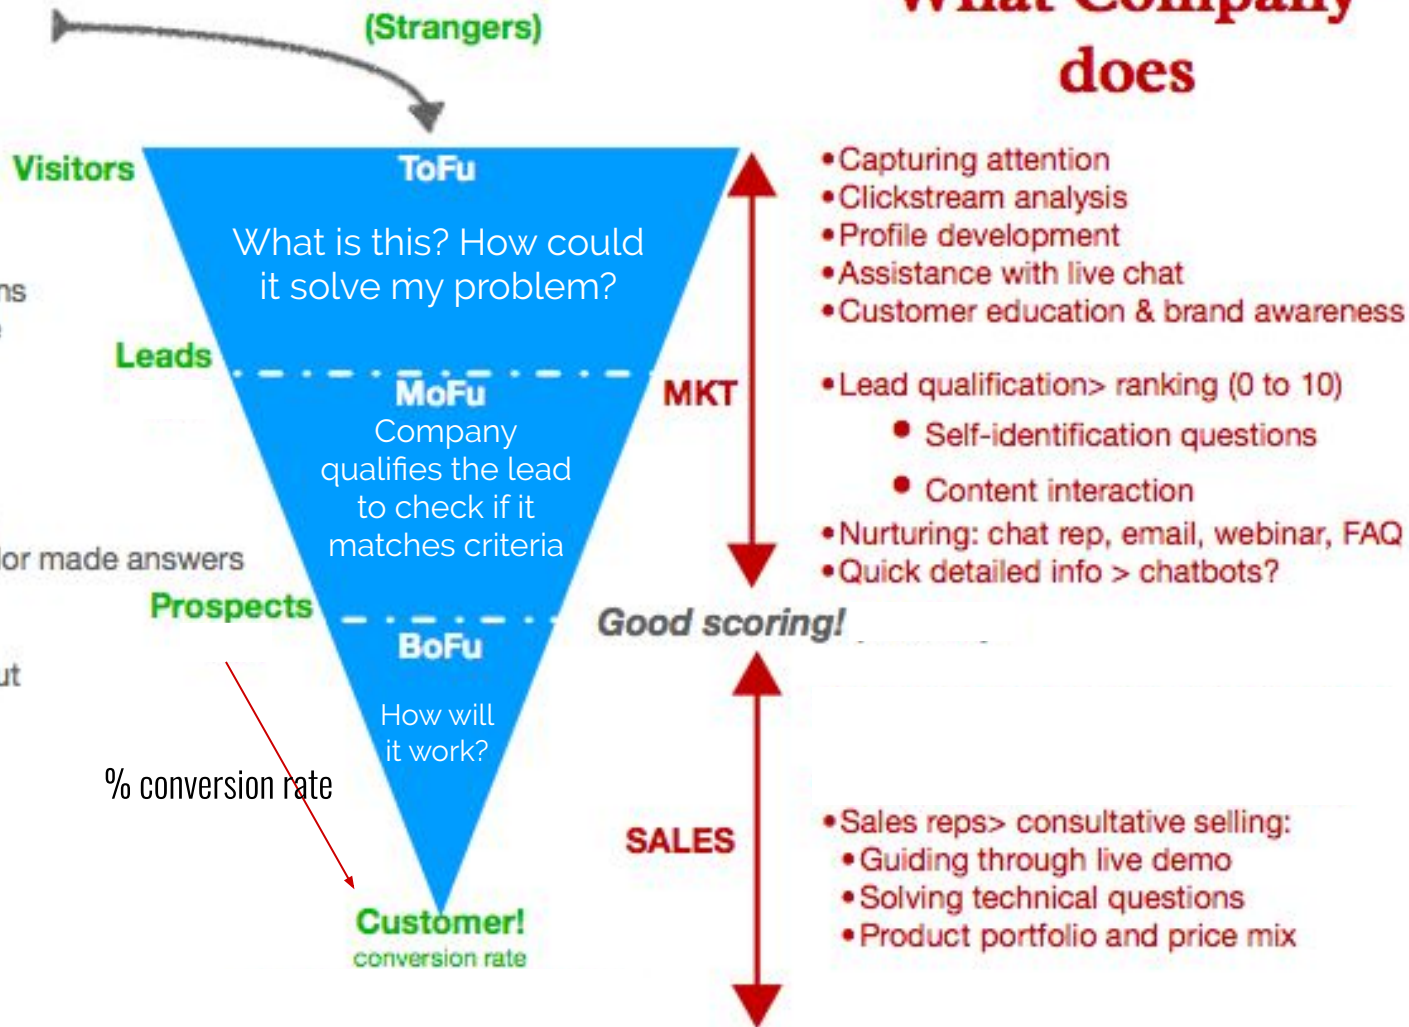 (Strangers)
What Company
does
Visitors
ToFu
What is this? How could
it solve my problem?
Leads
MoFu
Company
qualifies the lead
to check if it
matches criteria
or made answers
Prospects
BoFu
How will
it work?
% conversion rate
Customer!
conversion rate
MKT
Good scoring!
SALES
•Capturing attention
•Clickstream analysis
•Profile development
•Assistance with live chat
•Customer education & brand awareness
•Lead qualification> ranking (0 to 10)
• Self-identification questions
• Content interaction
•Nurturing: chat rep, email, webinar, FAQ
•Quick detailed info > chatbots?
•Sales reps> consultative selling:
•Guiding through live demo
•Solving technical questions
•Product portfolio and price mix